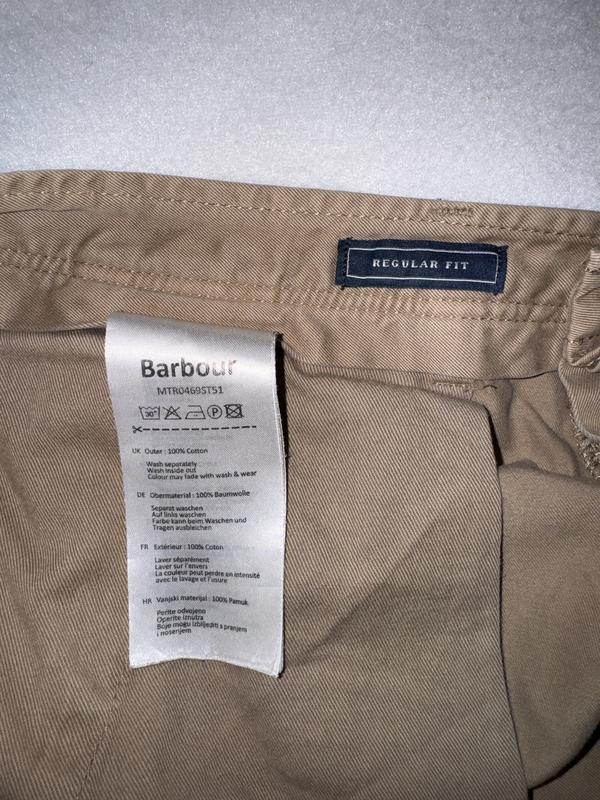 REGULAR FIT
Barbour
MTR0469ST51
30°
P
UK Outer : 100% Cotton
Wash separately
Wash inside out
Colour may fade with wash & wear
DE Obermaterial : 100% Baumwolle
Separat waschen
Auf links waschen
Farbe kann beim Waschen und
Tragen ausbleichen
FR Extérieur : 100% Coton
Laver séparément
Laver sur l'envers
La couleur peut perdre en intensité
avec le lavage et l'usure
HR Vanjski materijal : 100% Pamuk
Perite odvojeno
Operite iznutra
Boje mogu izblijediti s pranjem
i nosenjem